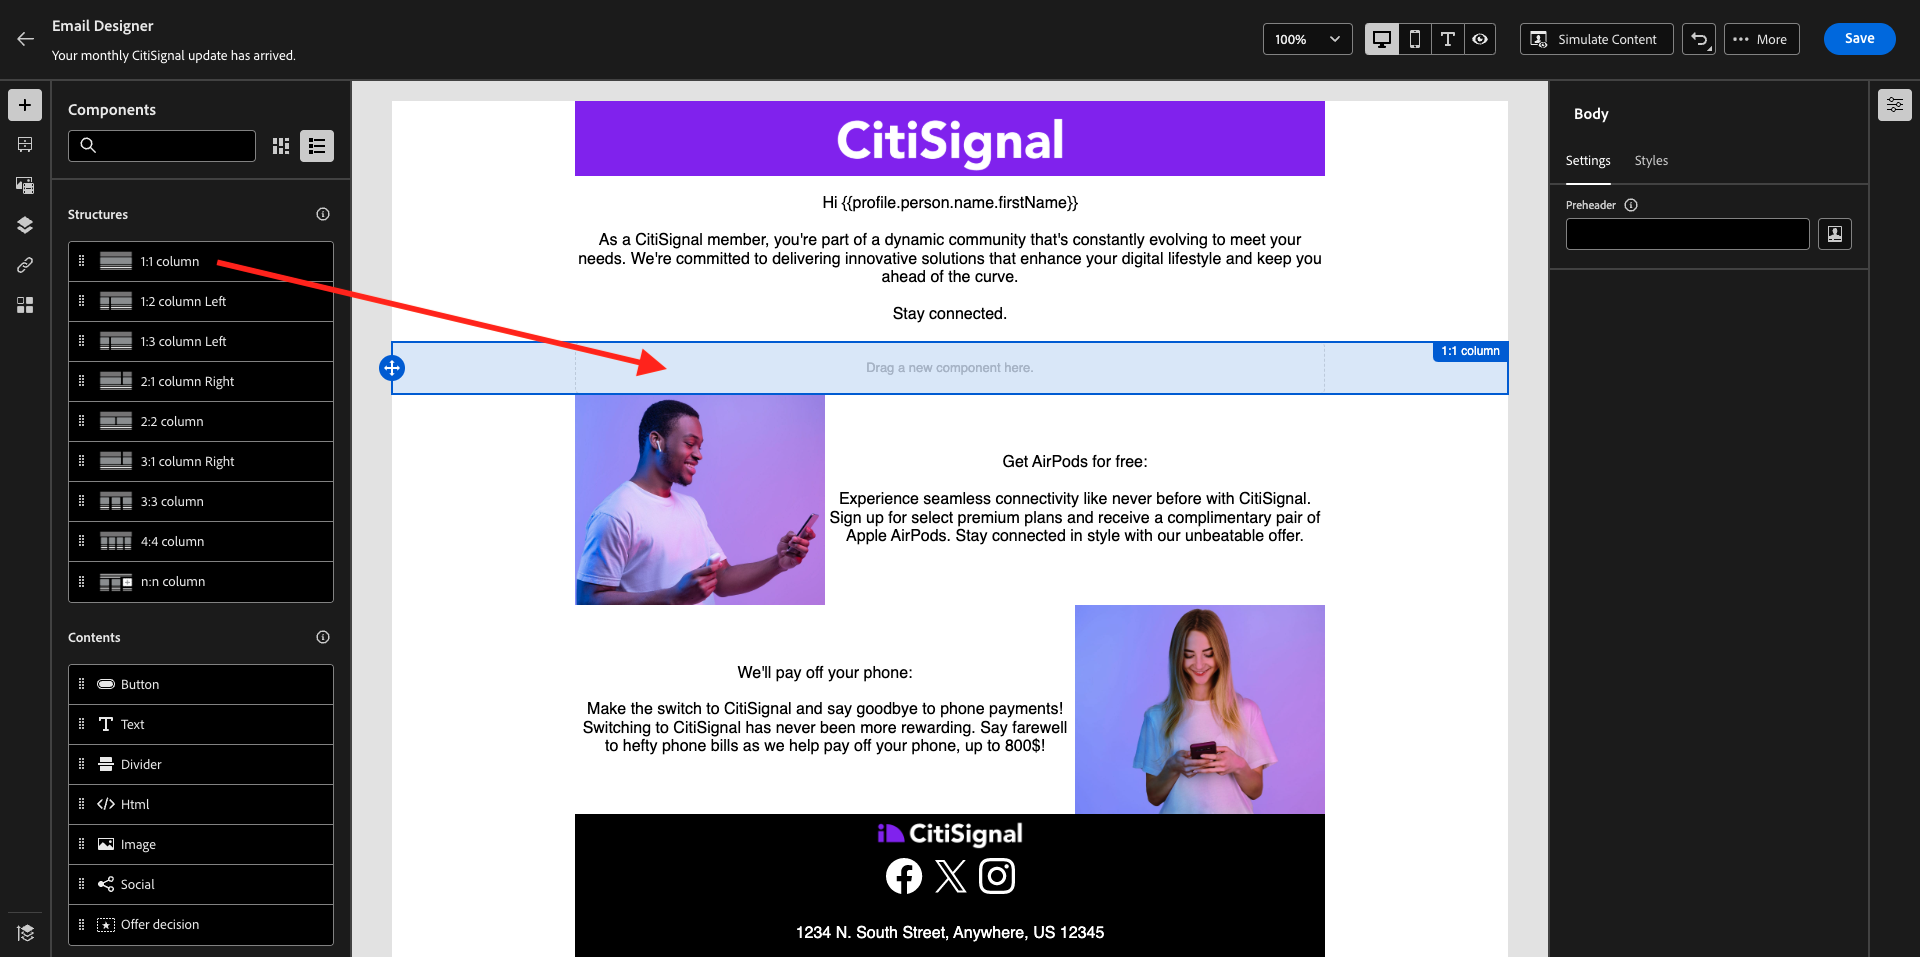 Email Designer
Your monthly CitiSignal update has arrived.
100%
Simulate Content
More
Save
Components
Structures
1:1 column
1:2 column Left
1:3 column Left
2:1 column Right
2:2 column
3:1 column Right
3:3 column
4:4 column
n:n column
Contents
Button
Text
Divider
Html
Image
Social
Offer decision
CitiSignal
Hi {{profile.person.name.firstName}}
As a CitiSignal member, you're part of a dynamic community that's constantly evolving to meet your
needs. We're committed to delivering innovative solutions that enhance your digital lifestyle and keep you
ahead of the curve.
Stay connected.
1:1 column
Drag a new component here.
Get AirPods for free:
Experience seamless connectivity like never before with CitiSignal.
Sign up for select premium plans and receive a complimentary pair of
Apple AirPods. Stay connected in style with our unbeatable offer.
We'll pay off your phone:
Make the switch to CitiSignal and say goodbye to phone payments!
Switching to CitiSignal has never been more rewarding. Say farewell
to hefty phone bills as we help pay off your phone, up to 800$!
CitiSignal
1234 N. South Street, Anywhere, US 12345
Body
Settings
Styles
Preheader